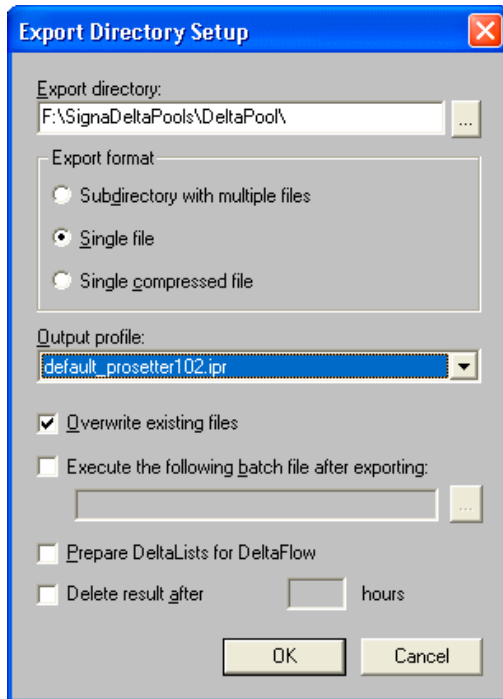 Export Directory Setup
Export directory:
F:\SignaDeltaPools\DeltaPool\
...
Export format
Subdirectory with multiple files
Single file
Single compressed file
Output profile:
default_prosetter102.ipr
Overwrite existing files
Execute the following batch file after exporting:
...
Prepare DeltaLists for DeltaFlow
Delete result after hours
OK Cancel